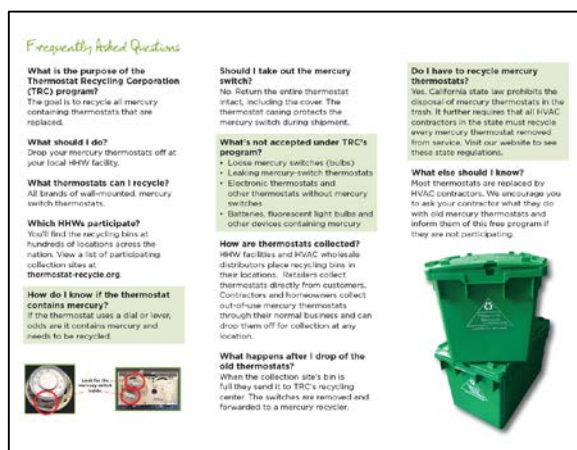 Frequently Asked Questions
What is the purpose of the
Thermostat Recycling Corporation
(TRC) program?
The goal is to recycle all mercury
containing thermostats that are
replaced.
What should I do?
Drop your mercury thermostats off at
your local HHW facility.
What thermostats can I recycle?
All brands of wall-mounted, mercury
switch thermostats.
Which HHWs participate?
You'll find the recycling bins at
hundreds of locations across the
nation. View a list of participating
collection sites at
thermostat-recycle.org.
How do I know if the thermostat
contains mercury?
If the thermostat uses a dial or lever,
odds are it contains mercury and
needs to be recycled.
Look for the
mercury switch
inside.
Should I take out the mercury
switch?
No. Return the entire thermostat
intact, including the cover. The
thermostat casing protects the
mercury switch during shipment.
What's not accepted under TRC's
program?
• Loose mercury switches (bulbs)
• Leaking mercury-switch thermostats
• Electronic thermostats and
other thermostats without mercury
switches
• Batteries, fluorescent light bulbs and
other devices containing mercury
How are thermostats collected?
HHW facilities and HVAC wholesale
distributors place recycling bins in
their locations. Retailers collect
thermostats directly from customers.
Contractors and homeowners collect
out-of-use mercury thermostats
through their normal business and can
drop them off for collection at any
location.
What happens after I drop of the
old thermostats?
When the collection site's bin is
full they send it to TRC's recycling
center. The switches are removed and
forwarded to a mercury recycler.
Do I have to recycle mercury
thermostats?
Yes. California state law prohibits the
disposal of mercury thermostats in the
trash. It further requires that all HVAC
contractors in the state must recycle
every mercury thermostat removed
from service. Visit our website to see
these state regulations.
What else should I know?
Most thermostats are replaced by
HVAC contractors. We encourage you
to ask your contractor what they do
with old mercury thermostats and
inform them of this free program if
they are not participating.